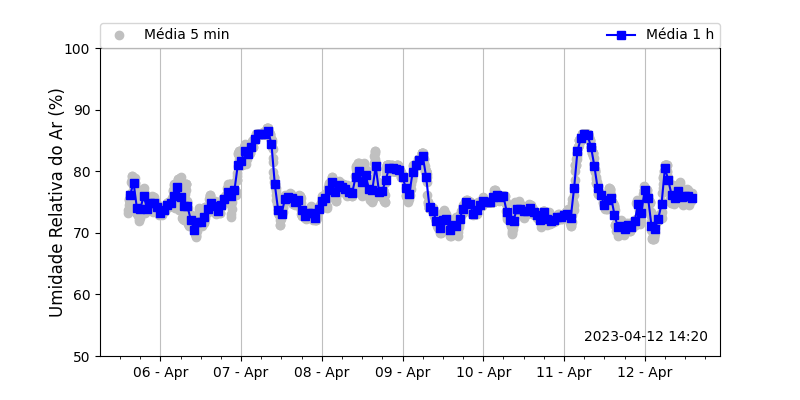 Média 5 min
Média 1 h
Umidade Relativa do Ar (%)
100
90
80
70
60
50
2023-04-12 14:20
06 - Apr
07 - Apr
08 - Apr
09 - Apr
10 - Apr
11 - Apr
12 - Apr